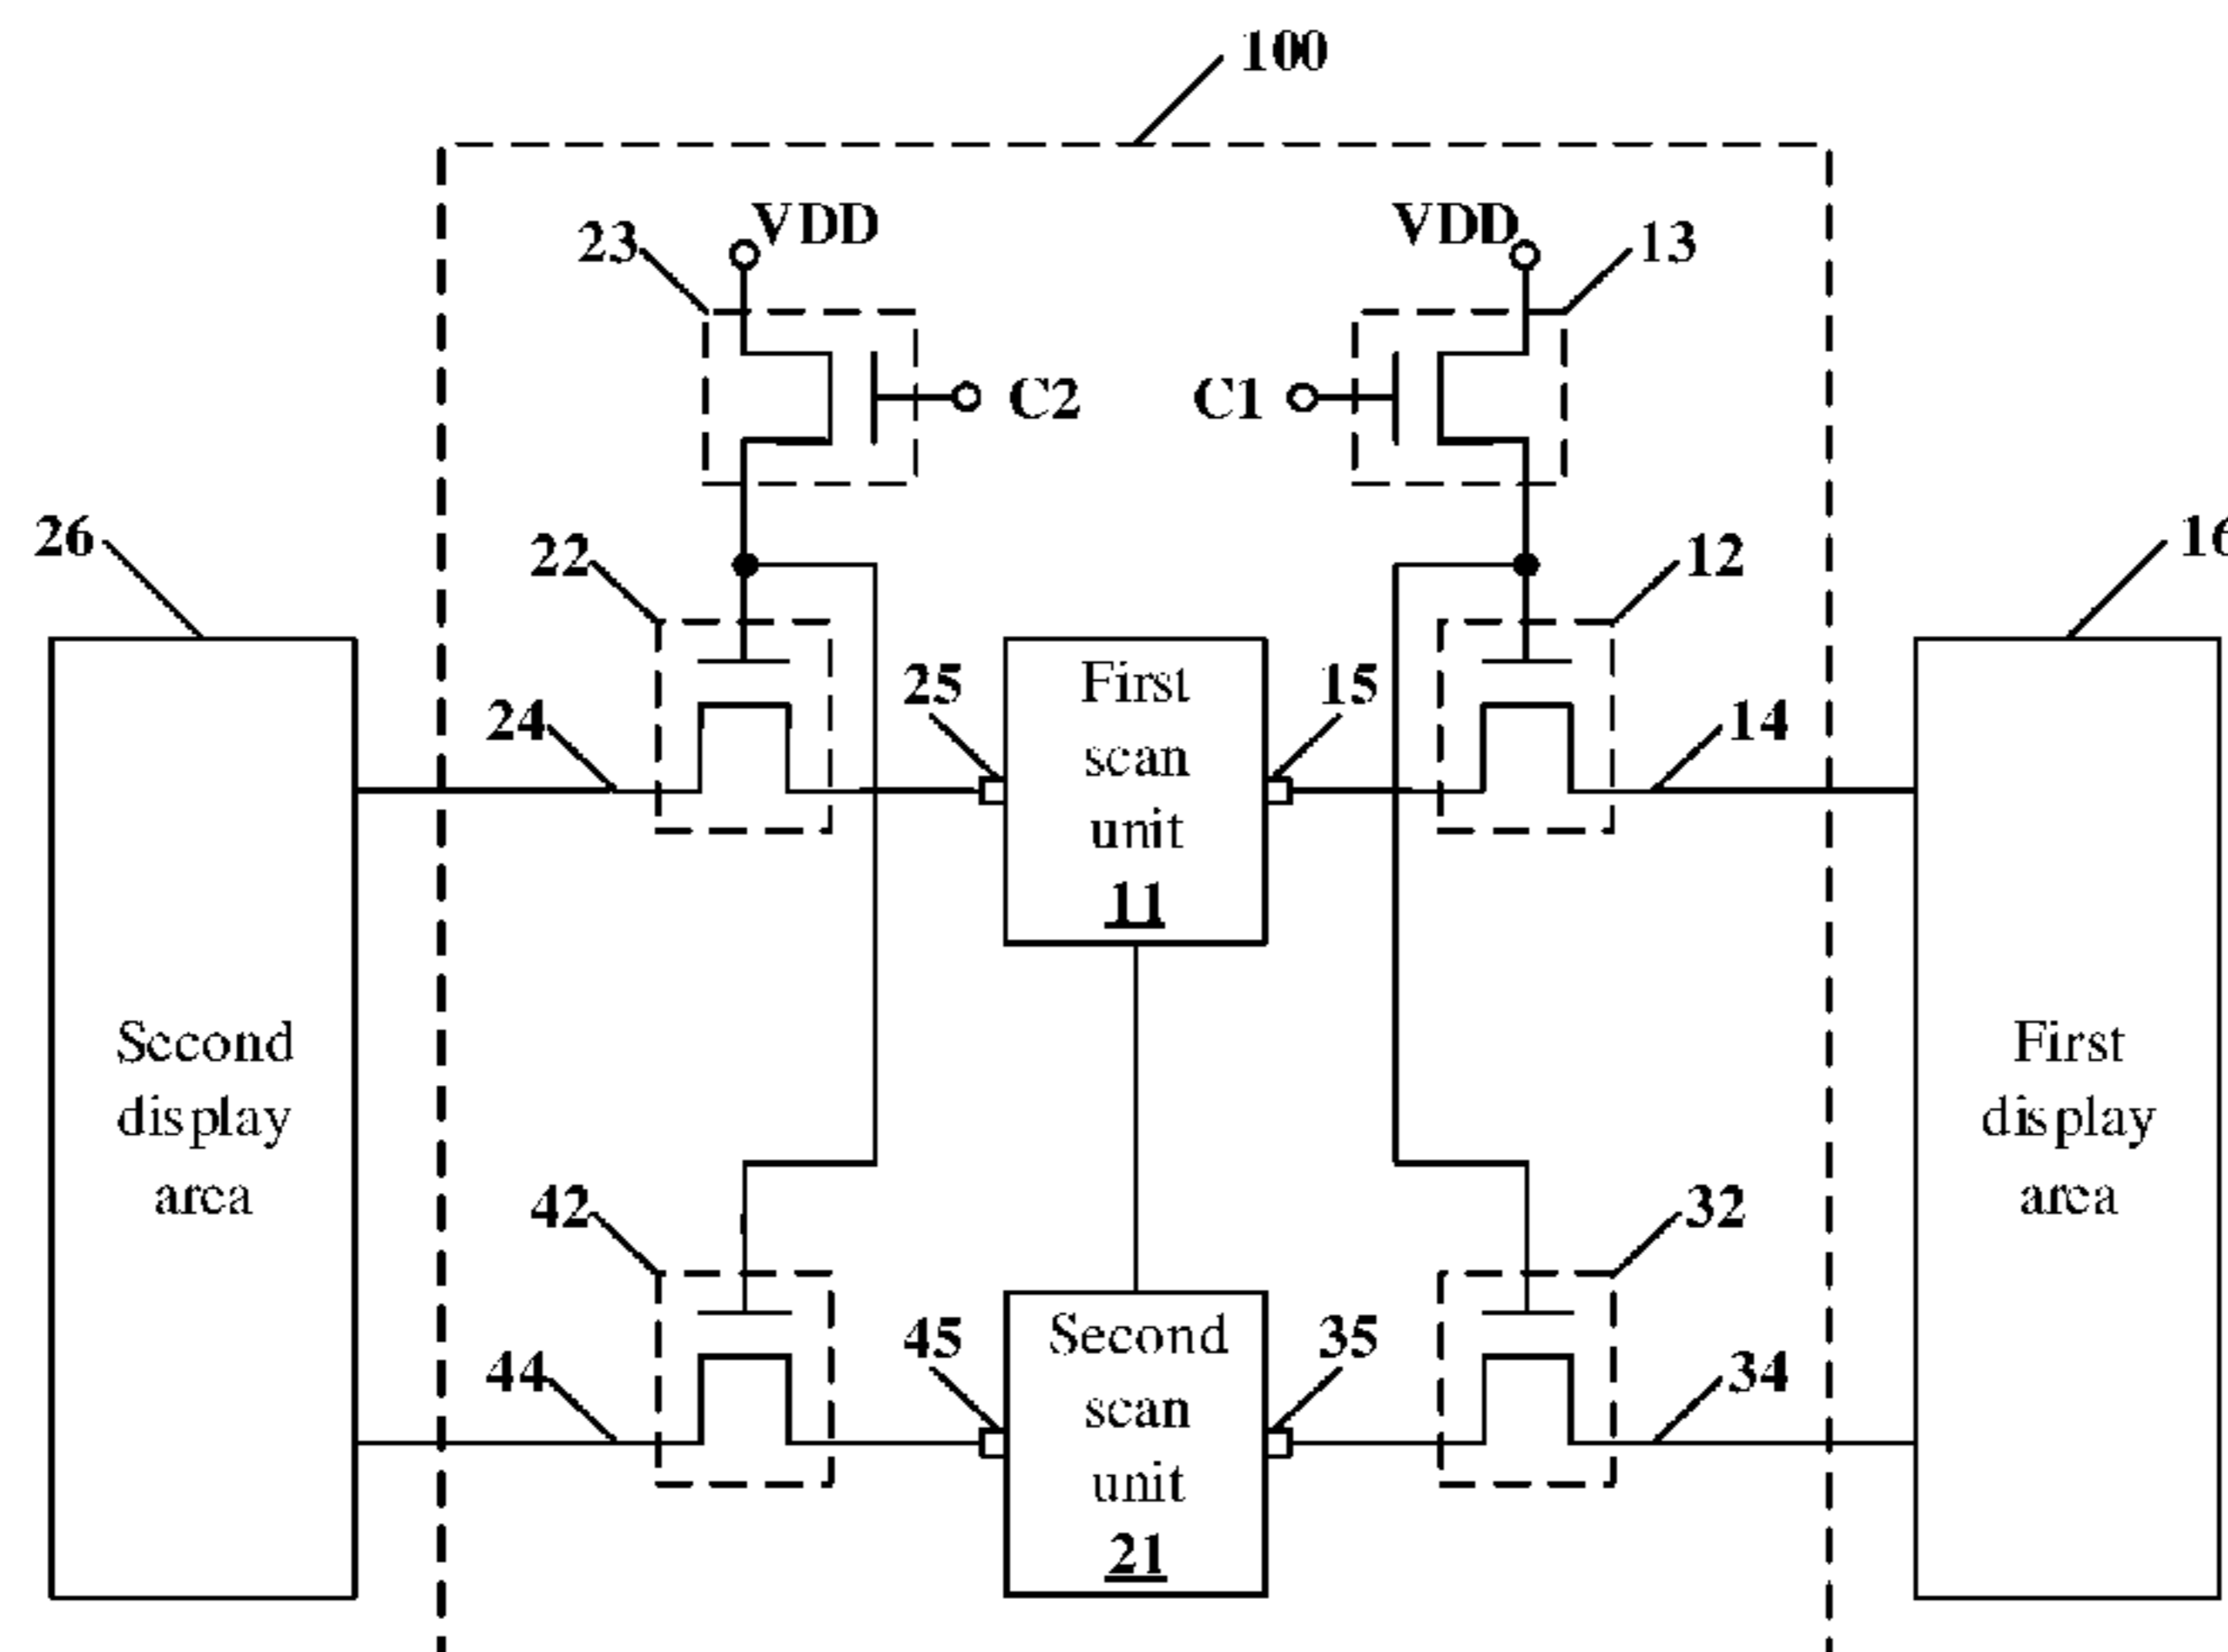 100
VDD
VDD
23
13
C2
C1
26
22
12
16
25
First
scan
unit
11
15
24
14
Second
display
area
First
display
area
42
32
45
Second
scan
unit
21
35
44
34